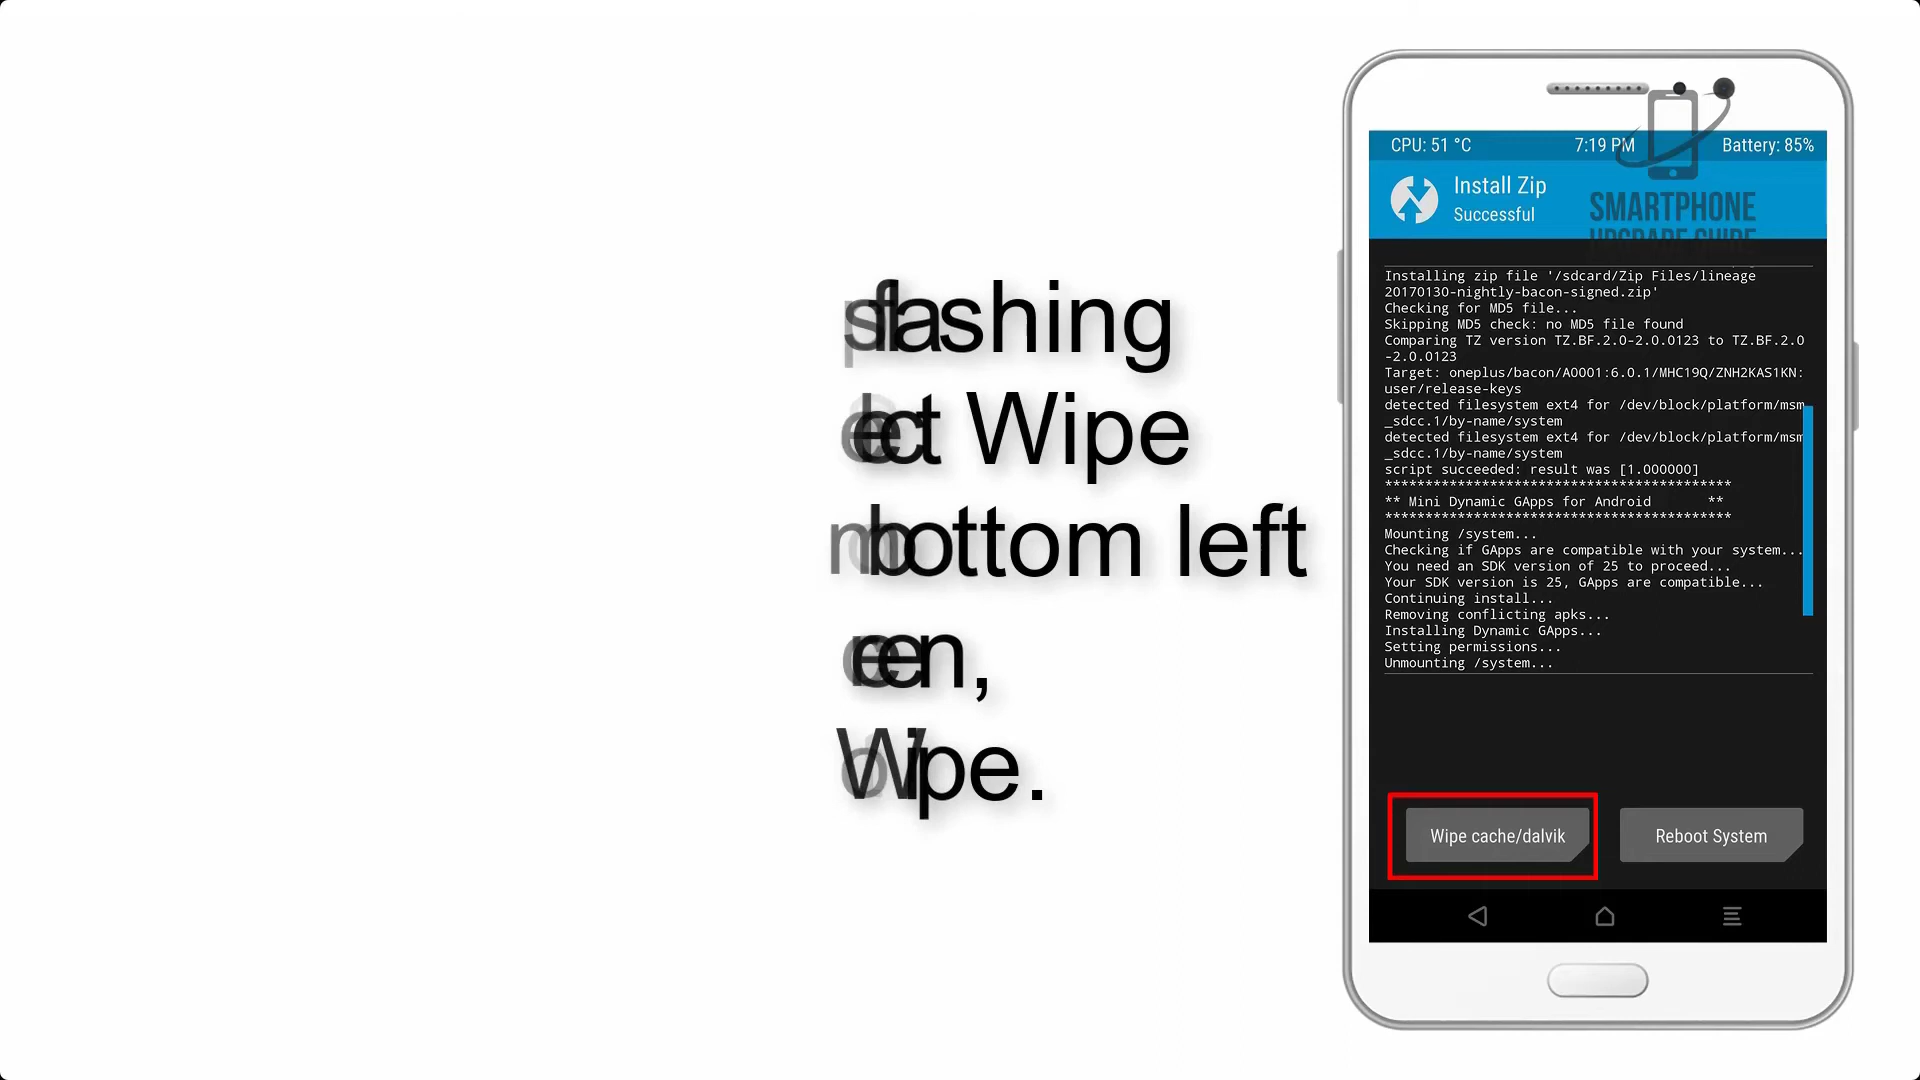 flashing
Wipe
bottom left
Wipe.
CPU: 51 °C 7:19 PM Battery: 85%
Install Zip
Successful
SMARTPHONE
UPGRADE GUIDE
Installing zip file '/sdcard/Zip Files/lineage
20170130-nightly-bacon-signed.zip'
Checking for MD5 file...
Skipping MD5 check: no MD5 file found
Comparing TZ version TZ.BF.2.0-2.0.0123 to TZ.BF.2.0
-2.0.0123
Target: oneplus/bacon/A0001:6.0.1/MHC19Q/ZNH2KAS1KN:
user/release-keys
detected filesystem ext4 for /dev/block/platform/msm
_sdcc.1/by-name/system
detected filesystem ext4 for /dev/block/platform/msm
_sdcc.1/by-name/system
script succeeded: result was [1.000000]
*******************************************
** Mini Dynamic GApps for Android **
*******************************************
Mounting /system...
Checking if GApps are compatible with your system...
You need an SDK version of 25 to proceed...
Your SDK version is 25, GApps are compatible...
Continuing install...
Removing conflicting apks...
Installing Dynamic GApps...
Setting permissions...
Unmounting /system...
Wipe cache/dalvik Reboot System